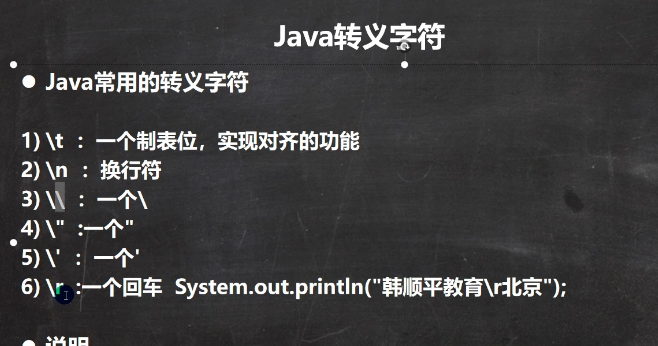 Java转义字符
● Java常用的转义字符
1) \t ：一个制表位，实现对齐的功能
2) \n ：换行符
3) \\ ：一个\
4) \" :一个"
5) \' ：一个'
6) \r :一个回车 System.out.println("韩顺平教育\r北京");
● 说明